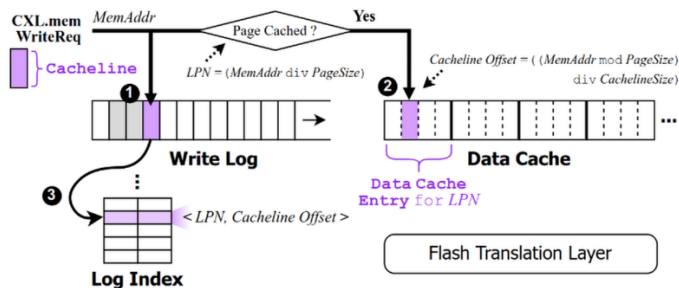 CXL.mem
WriteReq
MemAddr
Page Cached ?
Yes
Cacheline
LPN = (MemAddr div PageSize)
Cacheline Offset = ((MemAddr mod PageSize)
div CachelineSize)
1
2
Write Log
Data Cache
...
3
Data Cache
Entry for LPN
...
< LPN, Cacheline Offset >
Flash Translation Layer
Log Index